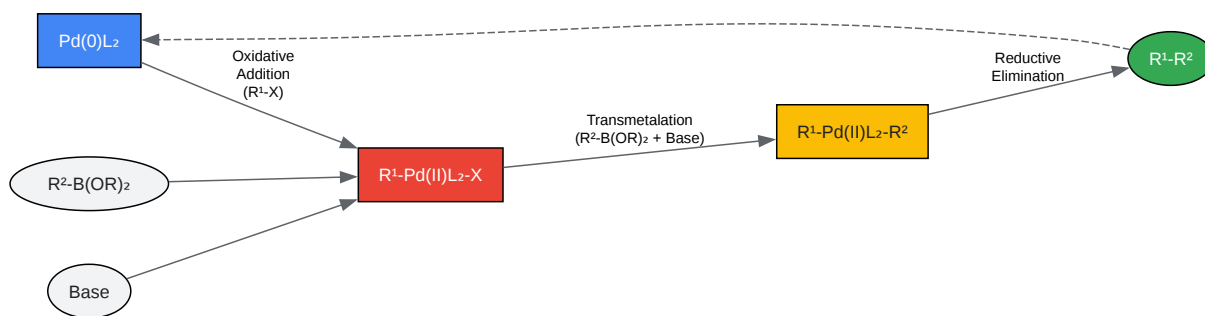 Pd(0)L₂
Oxidative
Addition
(R¹-X)
R²-B(OR)₂
Base
R¹-Pd(II)L₂-X
Transmetalation
(R²-B(OR)₂ + Base)
R¹-Pd(II)L₂-R²
Reductive
Elimination
R¹-R²